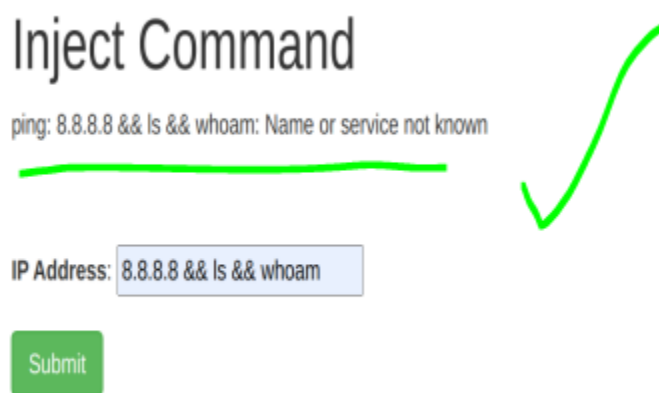 Inject Command
ping: 8.8.8.8 && ls && whoam: Name or service not known
IP Address: 8.8.8.8 && ls && whoam
Submit